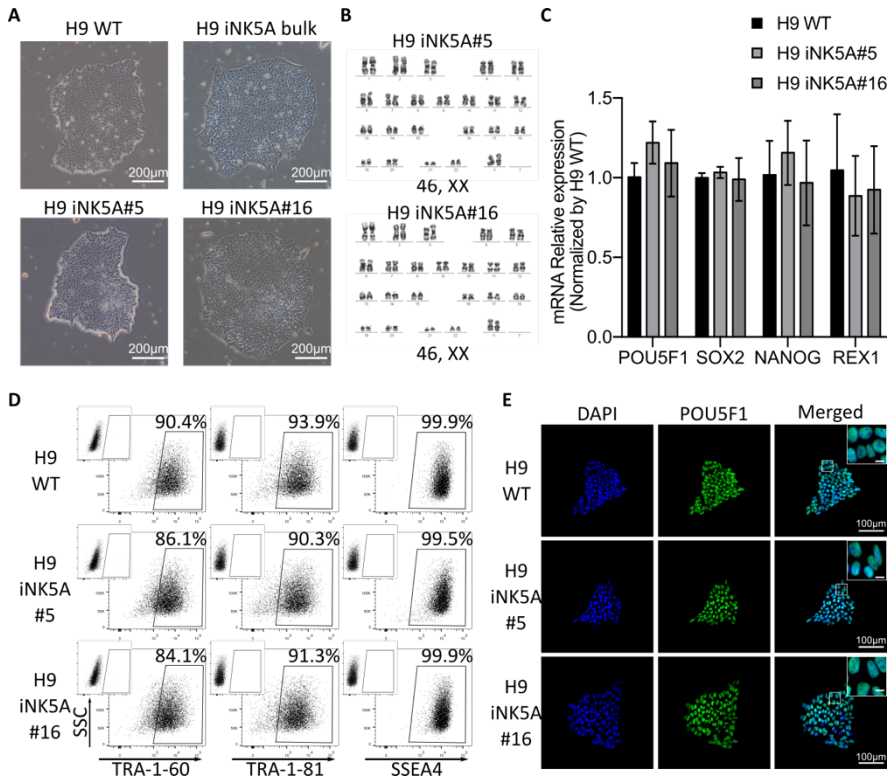 A
H9 WT
H9 iNK5A bulk
200μm
200μm
H9 iNK5A#5
H9 iNK5A#16
200μm
200μm
B
H9 iNK5A#5
46, XX
H9 iNK5A#16
46, XX
C
H9 WT
H9 iNK5A#5
H9 iNK5A#16
mRNA Relative expression
(Normalized by H9 WT)
1.5
1.0
0.5
0.0
POU5F1
SOX2
NANOG
REX1
D
90.4%
93.9%
99.9%
H9
WT
86.1%
90.3%
99.5%
H9
iNK5A
#5
84.1%
91.3%
99.9%
H9
iNK5A
#16
SSC
TRA-1-60
TRA-1-81
SSEA4
E
DAPI
POU5F1
Merged
H9
WT
100μm
H9
iNK5A
#5
100μm
H9
iNK5A
#16
100μm